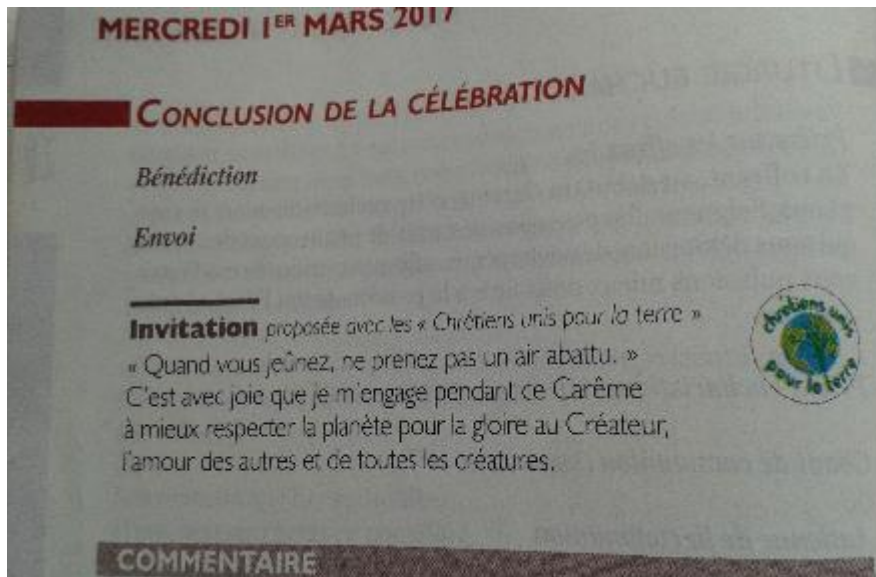 MERCREDI 1ER MARS 2017
CONCLUSION DE LA CÉLÉBRATION
Bénédiction
Envoi
Invitation proposée avec les « Chrétiens unis pour la terre »
« Quand vous jeûnez, ne prenez pas un air abattu. »
C'est avec joie que je m'engage pendant ce Carême
à mieux respecter la planète pour la gloire au Créateur,
l'amour des autres et de toutes les créatures.
chrétiens unis
pour la terre
COMMENTAIRE